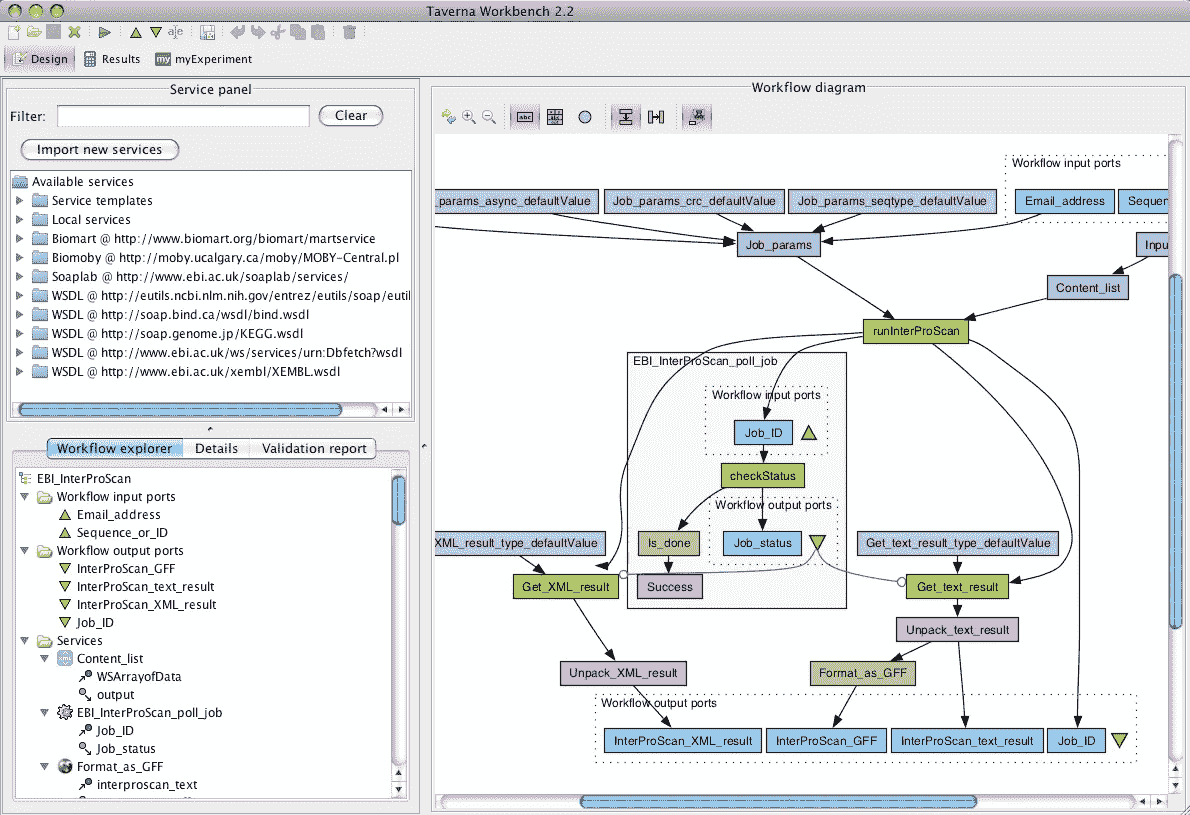 Taverna Workbench 2.2
Design Results myExperiment
Service panel
Filter: Clear
Import new services
Available services
Service templates
Local services
Biomart @ http://www.biomart.org/biomart/martservice
Biomoby @ http://moby.ucalgary.ca/moby/MOBY-Central.pl
Soaplab @ http://www.ebi.ac.uk/soaplab/services/
WSDL @ http://eutils.ncbi.nlm.nih.gov/entrez/eutils/soap/eutil
WSDL @ http://soap.bind.ca/wsdl/bind.wsdl
WSDL @ http://soap.genome.jp/KEGG.wsdl
WSDL @ http://www.ebi.ac.uk/ws/services/urn:Dbfetch?wsdl
WSDL @ http://www.ebi.ac.uk/xembl/XEMBL.wsdl
Workflow explorer Details Validation report
EBI_InterProScan
Workflow input ports
Email_address
Sequence_or_ID
Workflow output ports
InterProScan_GFF
InterProScan_text_result
InterProScan_XML_result
Job_ID
Services
Content_list
WSArrayofData
output
EBI_InterProScan_poll_job
Job_ID
Job_status
Format_as_GFF
interproscan_text
Workflow diagram
abc
Workflow input ports
_params_async_defaultValue Job_params_crc_defaultValue Job_params_seqtype_defaultValue Email_address Sequen
Job_params Inpu
Content_list
runInterProScan
EBI_InterProScan_poll_job
Workflow input ports
Job_ID
checkStatus
Workflow output ports
XML_result_type_defaultValue Is_done Job_status Get_text_result_type_defaultValue
Get_XML_result Success Get_text_result
Unpack_text_result
Unpack_XML_result Format_as_GFF
Workflow output ports
InterProScan_XML_result InterProScan_GFF InterProScan_text_result Job_ID